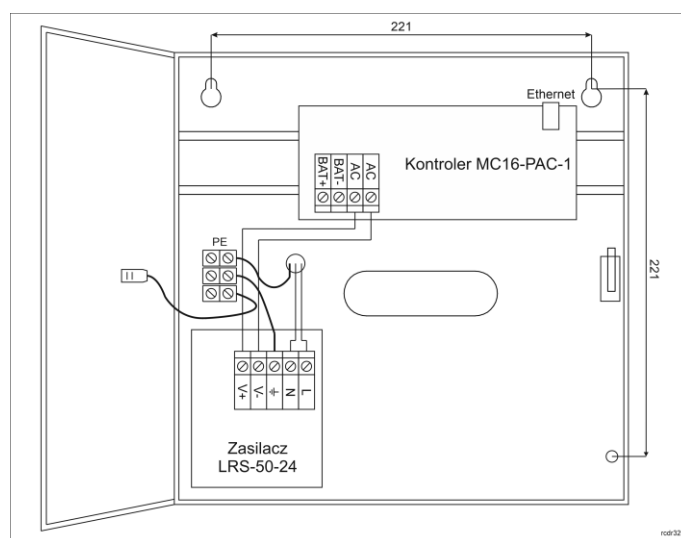 221
Ethernet
Kontroler MC16-PAC-1
BAT+
BAT-
AC
AC
PE
221
V+
V-
N
L
Zasilacz
LRS-50-24
rcdr32